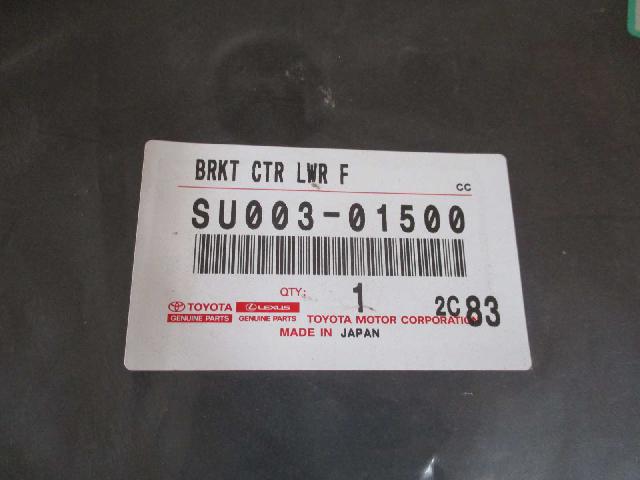 BRKT CTR LWR F
CC
SU003-01500
QTY: 1
2C 83
TOYOTA LEXUS
GENUINE PARTS GENUINE PARTS TOYOTA MOTOR CORPORATION
MADE IN JAPAN